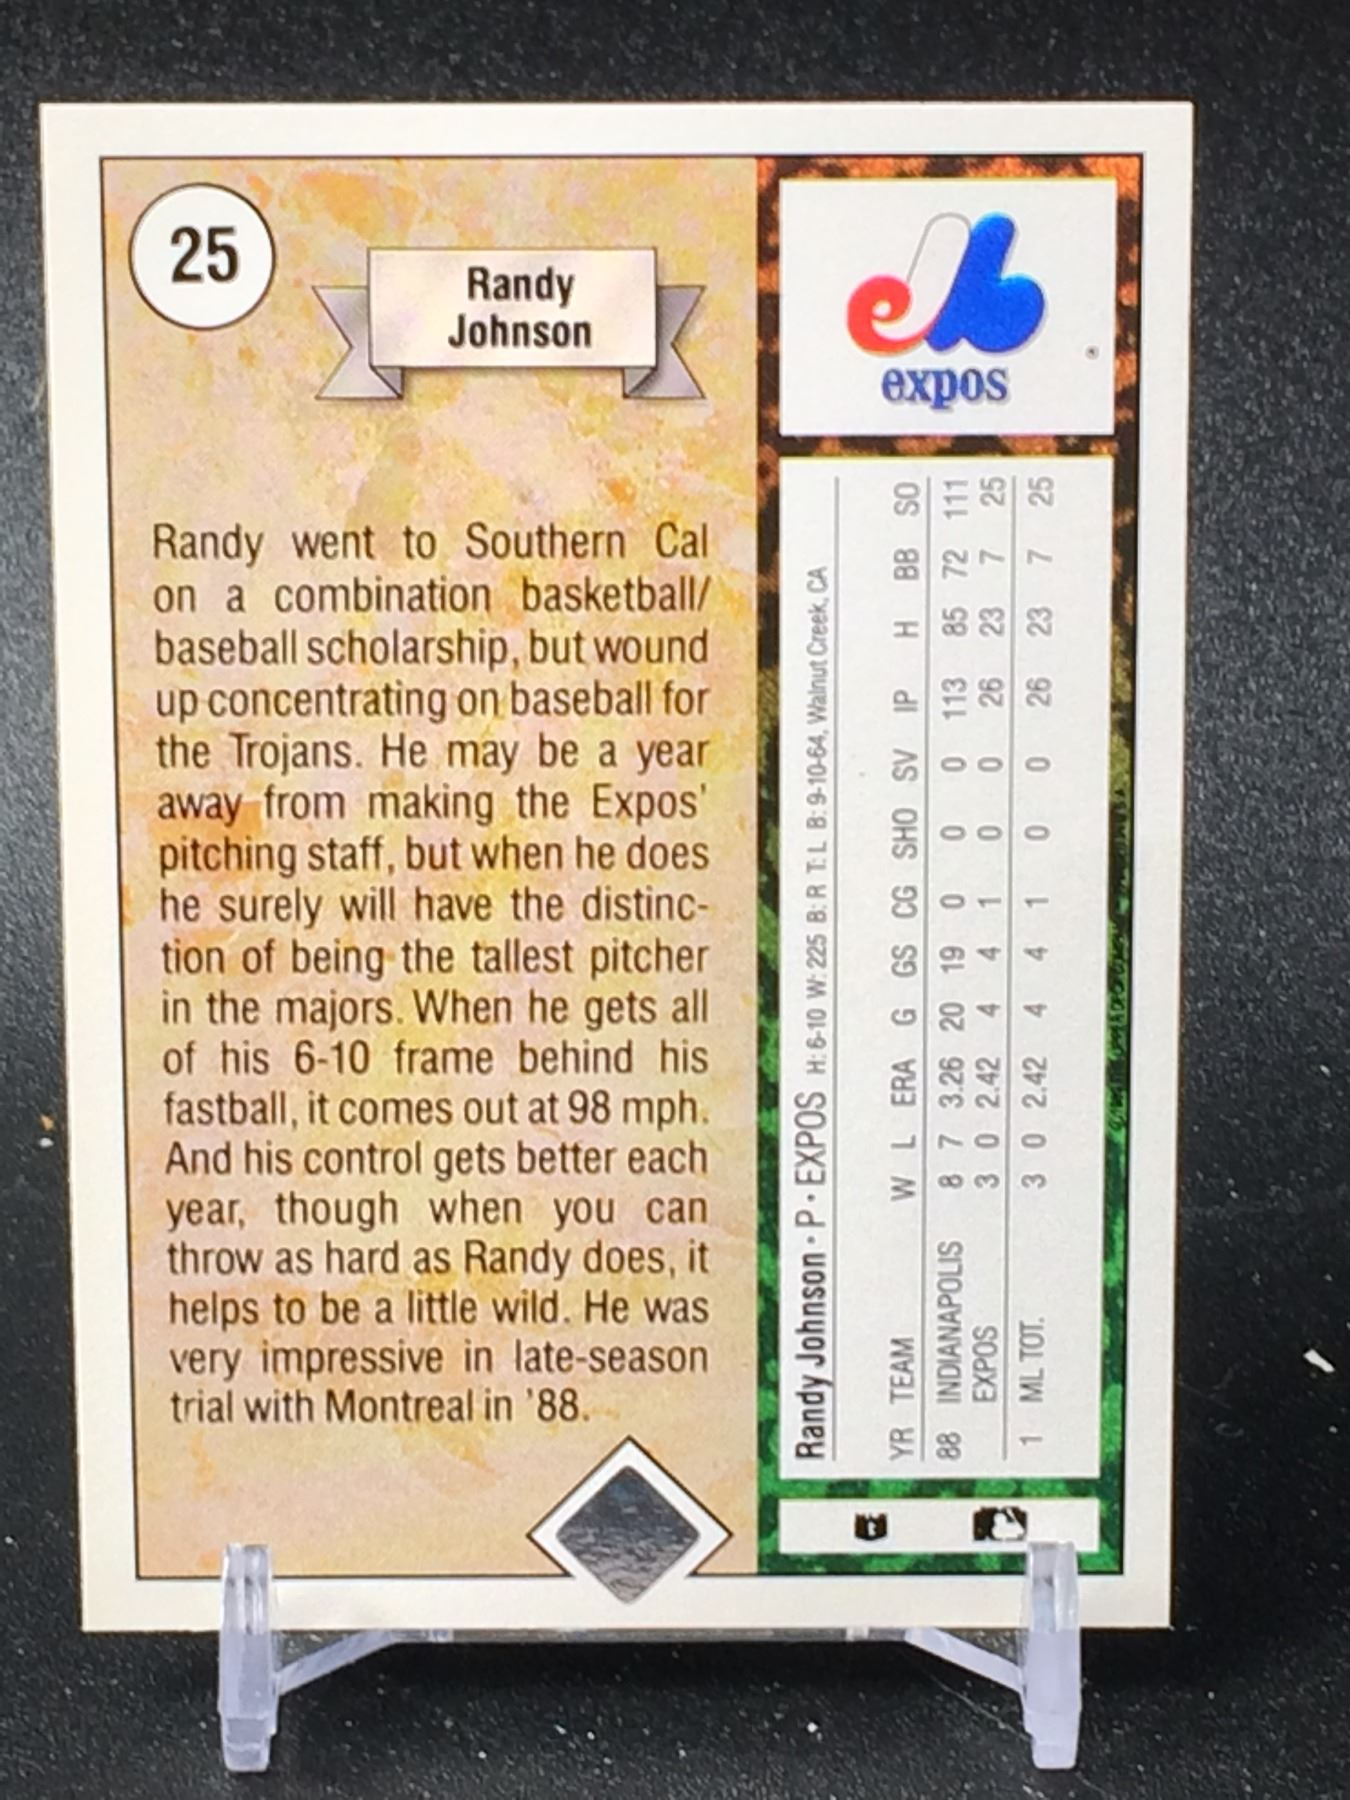 25
Randy
Johnson
Randy went to Southern Cal
on a combination basketball/
baseball scholarship, but wound
up concentrating on baseball for
the Trojans. He may be a year
away from making the Expos'
pitching staff, but when he does
he surely will have the distinc-
tion of being the tallest pitcher
in the majors. When he gets all
of his 6-10 frame behind his
fastball, it comes out at 98 mph.
And his control gets better each
year, though when you can
throw as hard as Randy does, it
helps to be a little wild. He was
very impressive in late-season
trial with Montreal in '88.
expos
Randy Johnson • P • EXPOS H: 6-10 W: 225 B: R T: L B: 9-10-64, Walnut Creek, CA
YR TEAM W L ERA G GS CG SHO SV IP H BB SO
88 INDIANAPOLIS 8 7 3.26 20 19 0 0 0 113 85 72 111
EXPOS 3 0 2.42 4 4 1 0 0 26 23 7 25
1 ML TOT. 3 0 2.42 4 4 1 0 0 26 23 7 25